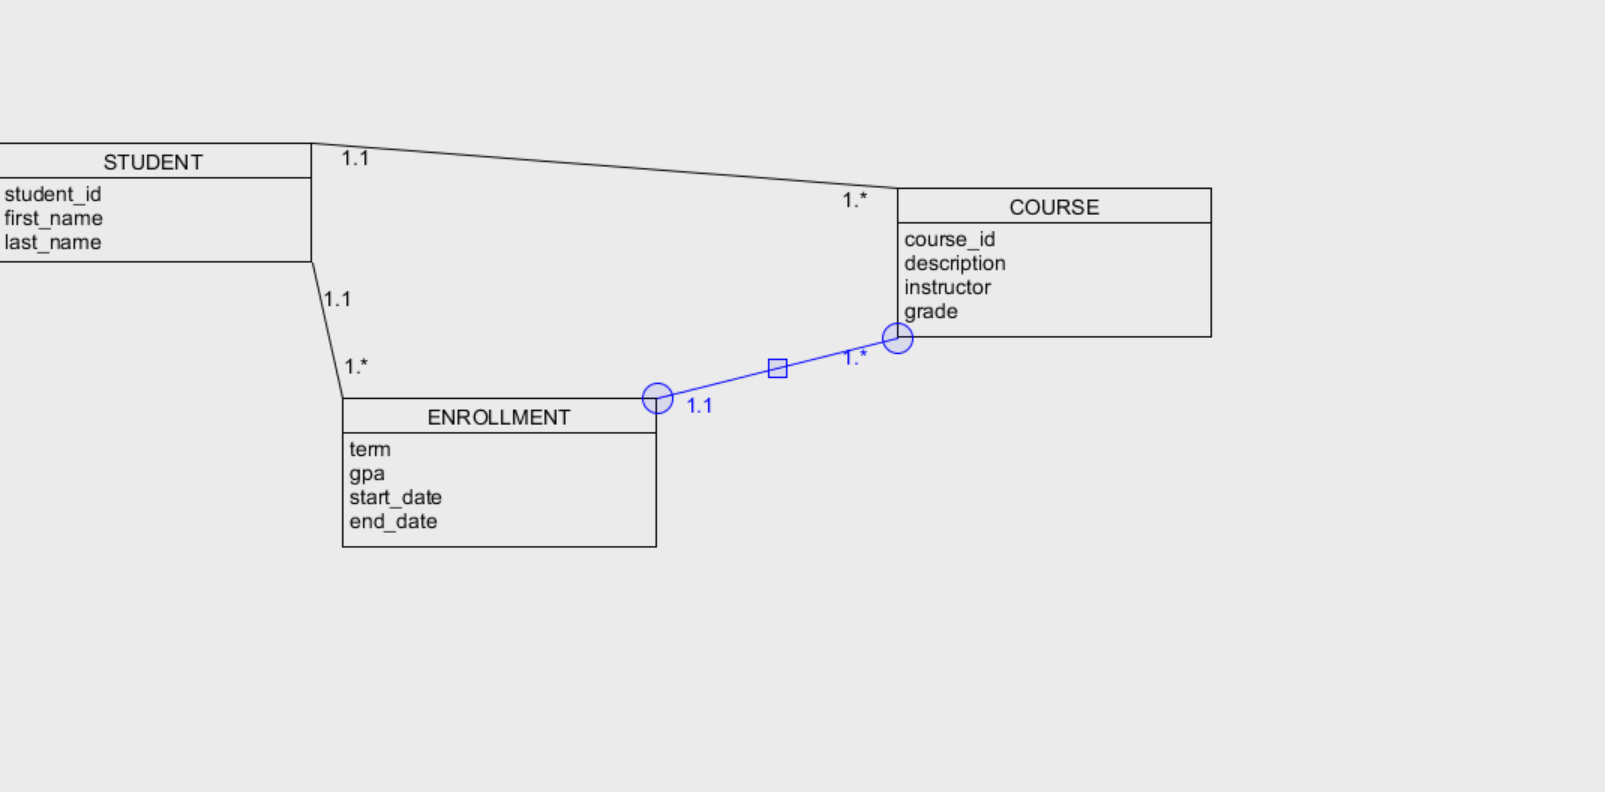 STUDENT
student_id
first_name
last_name
1.1
1.*
COURSE
course_id
description
instructor
grade
1.1
1.*
1.*
1.1
ENROLLMENT
term
gpa
start_date
end_date